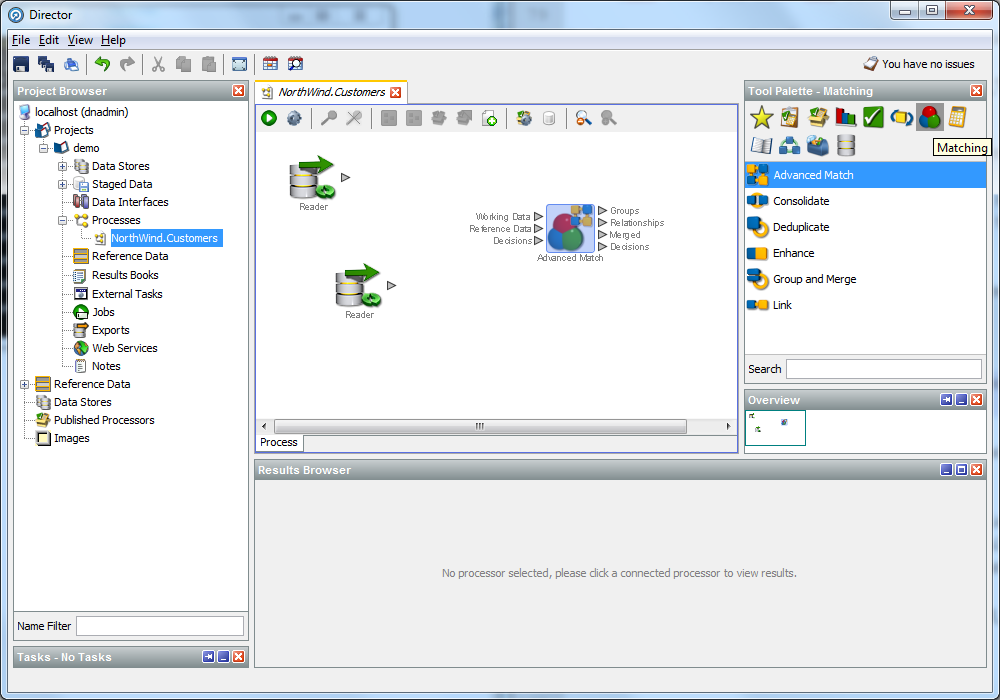 Director
File Edit View Help
You have no issues
Project Browser
localhost (dnadmin)
Projects
demo
Data Stores
Staged Data
Data Interfaces
Processes
NorthWind.Customers
Reference Data
Results Books
External Tasks
Jobs
Exports
Web Services
Notes
Reference Data
Data Stores
Published Processors
Images
Name Filter
Tasks - No Tasks
NorthWind.Customers
Reader
Reader
Working Data
Reference Data
Decisions
Groups
Relationships
Merged
Decisions
Advanced Match
Process
Tool Palette - Matching
Matching
Advanced Match
Consolidate
Deduplicate
Enhance
Group and Merge
Link
Search
Overview
Results Browser
No processor selected, please click a connected processor to view results.